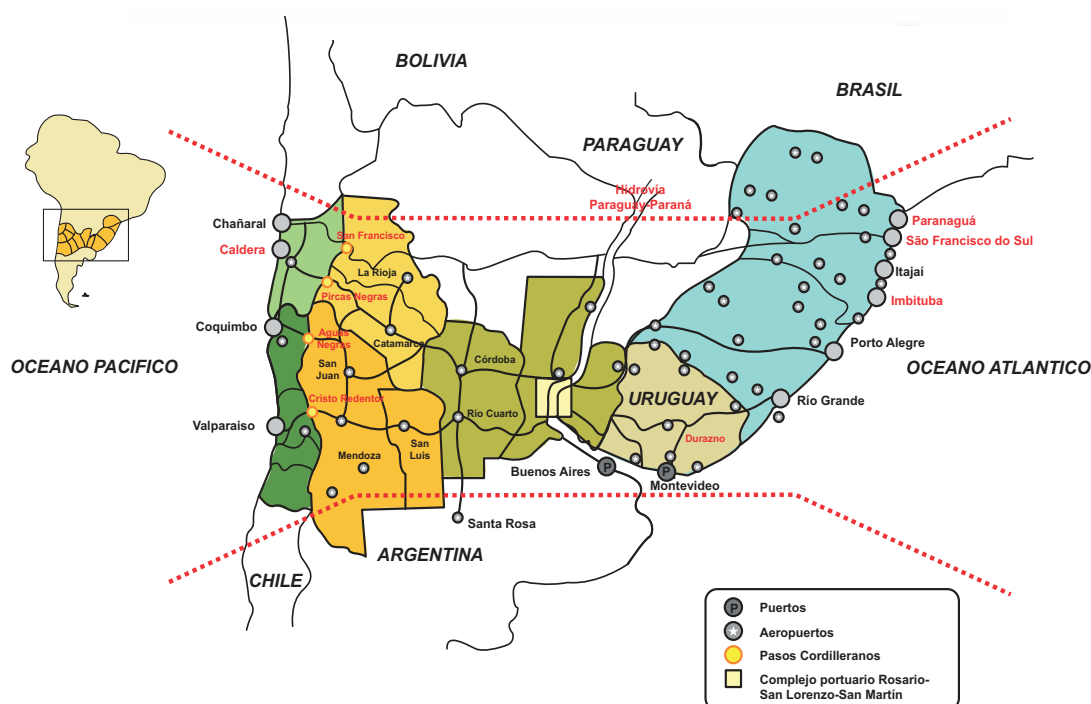 BOLIVIA
BRASIL
PARAGUAY
Hidrovía
Paraguay-Paraná
Chañaral
Caldera
San Francisco
La Rioja
Pircas Negras
Paranaguá
São Francisco do Sul
Itajaí
Imbituba
Coquimbo
Aguas
Negras
Catamarca
OCEANO PACIFICO
San
Juan
Córdoba
Porto Alegre
OCEANO ATLANTICO
Cristo Redentor
URUGUAY
Río Grande
Valparaiso
Río Cuarto
San
Luis
Durazno
Mendoza
Buenos Aires
P
P
Montevideo
Santa Rosa
ARGENTINA
CHILE
P
Puertos
Aeropuertos
Pasos Cordilleranos
Complejo portuario Rosario-
San Lorenzo-San Martín